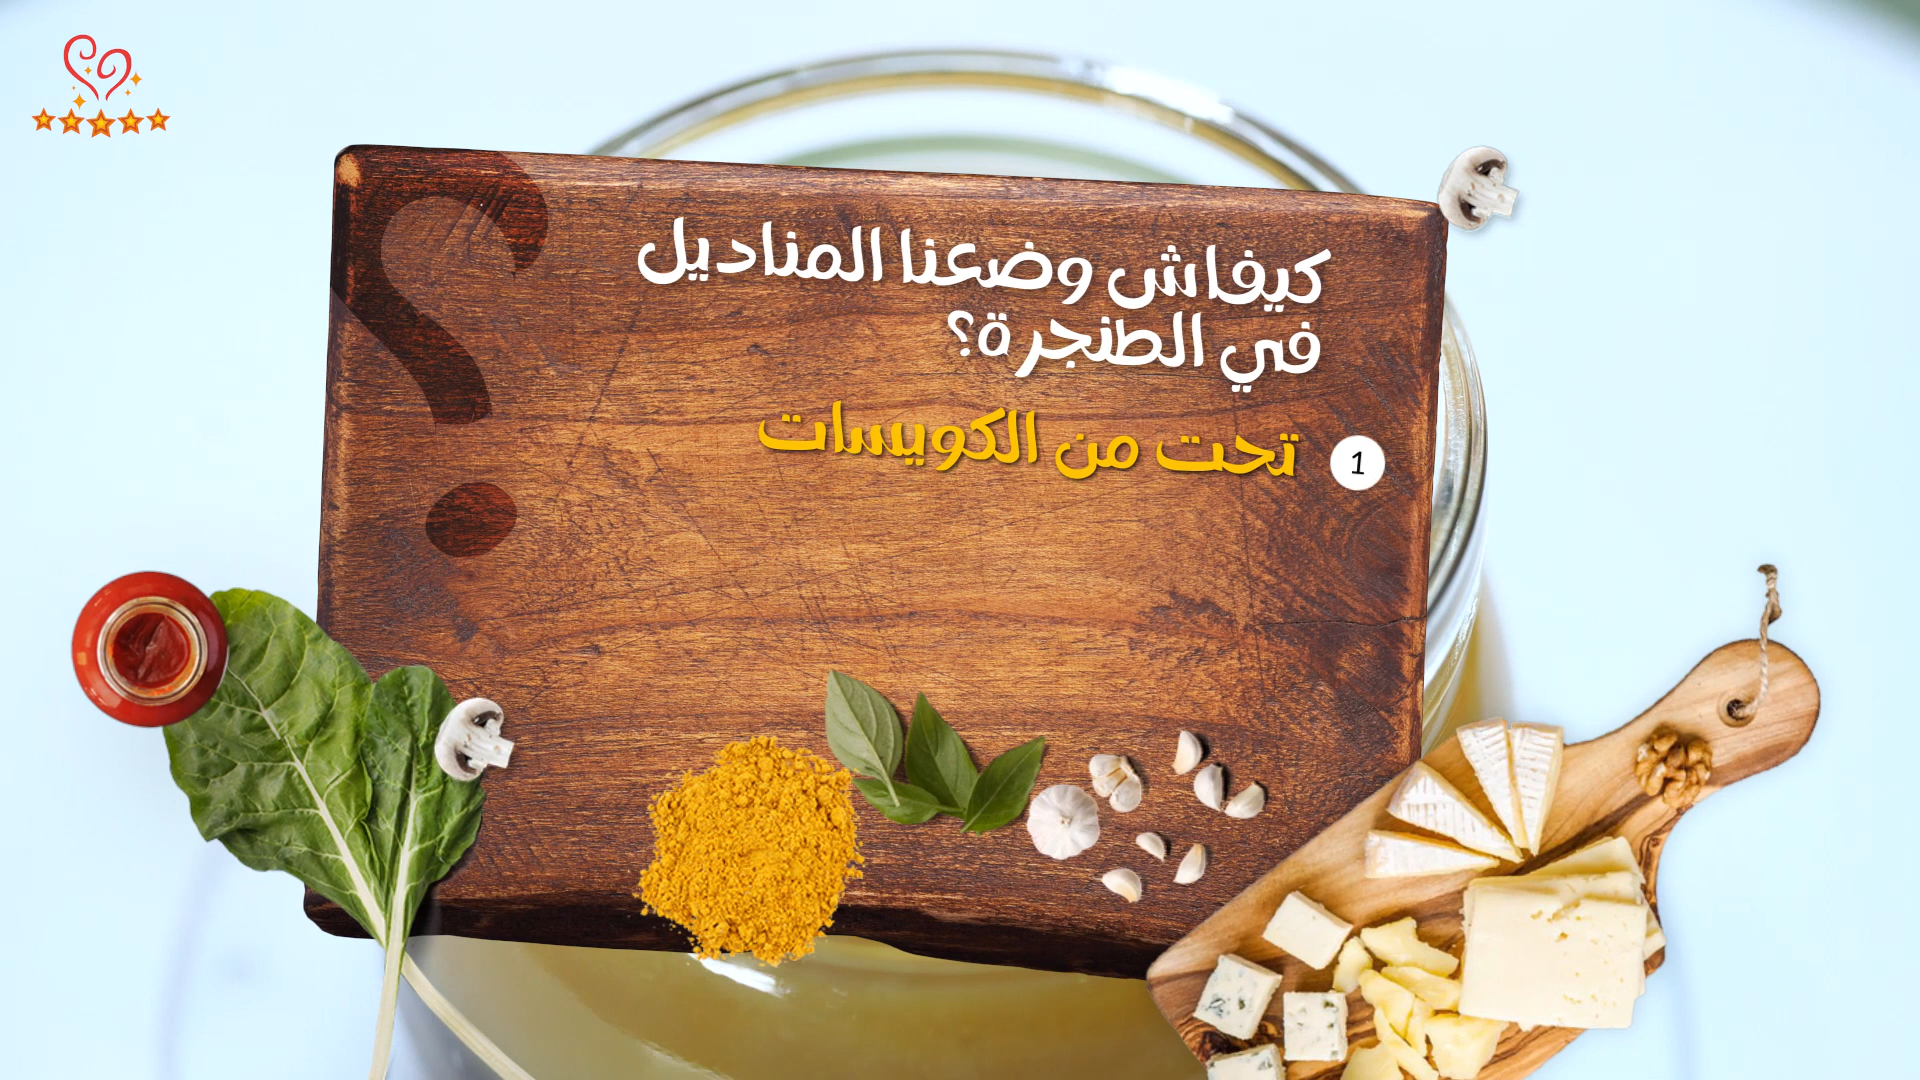 كيفاش وضعنا المناديل
في الطنجرة؟
1 تحت من الكويسات